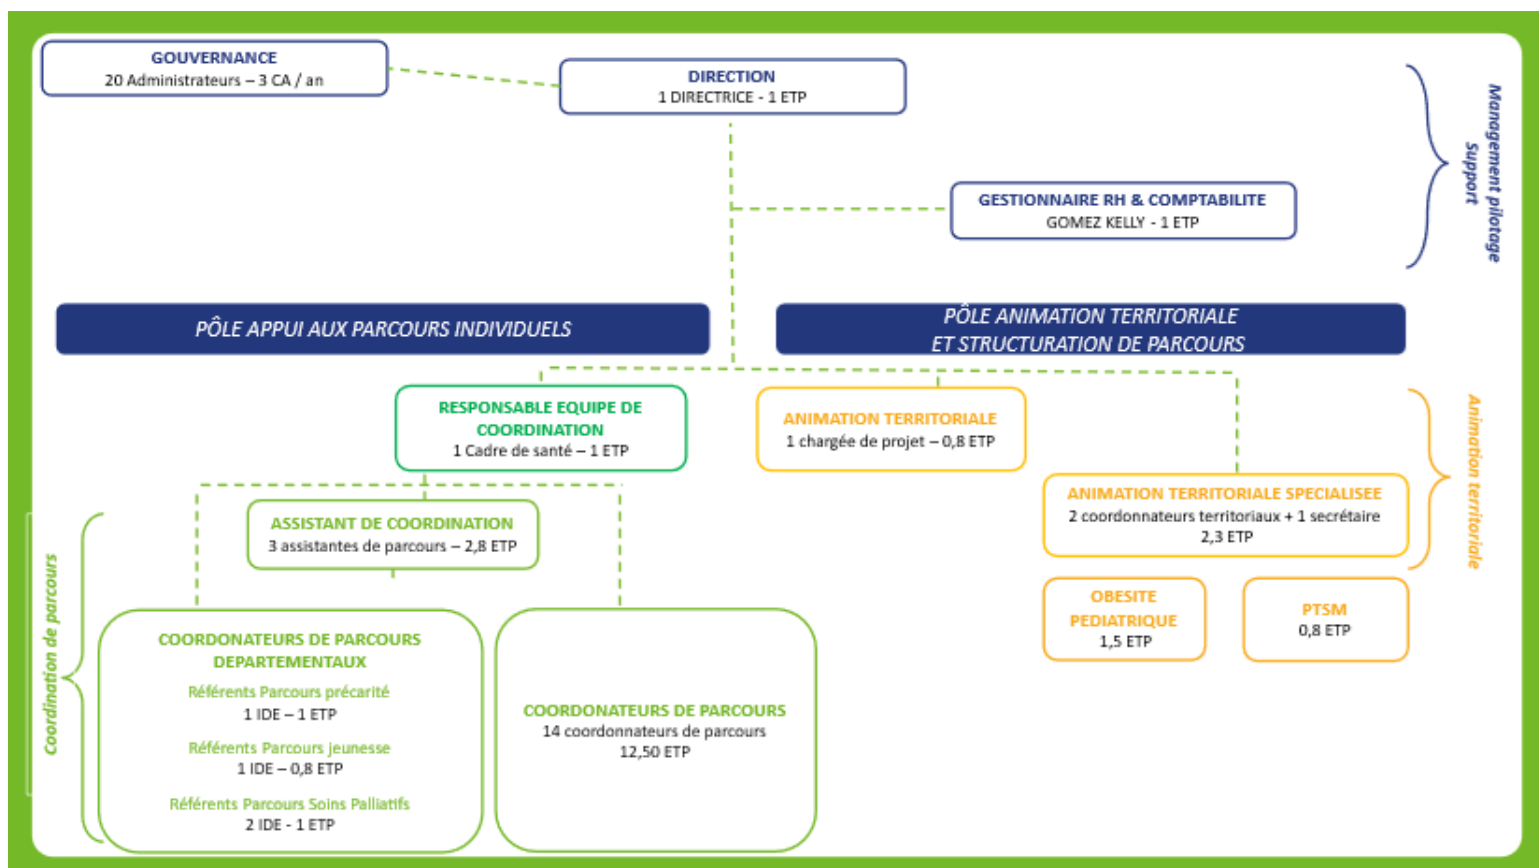 GOUVERNANCE
20 Administrateurs – 3 CA / an
DIRECTION
1 DIRECTRICE - 1 ETP
Management pilotage
Support
GESTIONNAIRE RH & COMPTABILITE
GOMEZ KELLY - 1 ETP
PÔLE APPUI AUX PARCOURS INDIVIDUELS
PÔLE ANIMATION TERRITORIALE
ET STRUCTURATION DE PARCOURS
RESPONSABLE EQUIPE DE
COORDINATION
1 Cadre de santé – 1 ETP
ANIMATION TERRITORIALE
1 chargée de projet – 0,8 ETP
Animation territoriale
ANIMATION TERRITORIALE SPECIALISEE
2 coordonnateurs territoriaux + 1 secrétaire
2,3 ETP
ASSISTANT DE COORDINATION
3 assistantes de parcours – 2,8 ETP
Coordination de parcours
OBESITE
PEDIATRIQUE
1,5 ETP
PTSM
0,8 ETP
COORDONATEURS DE PARCOURS
DEPARTEMENTAUX
Référents Parcours précarité
1 IDE – 1 ETP
Référents Parcours jeunesse
1 IDE – 0,8 ETP
Référents Parcours Soins Palliatifs
2 IDE - 1 ETP
COORDONATEURS DE PARCOURS
14 coordonnateurs de parcours
12,50 ETP